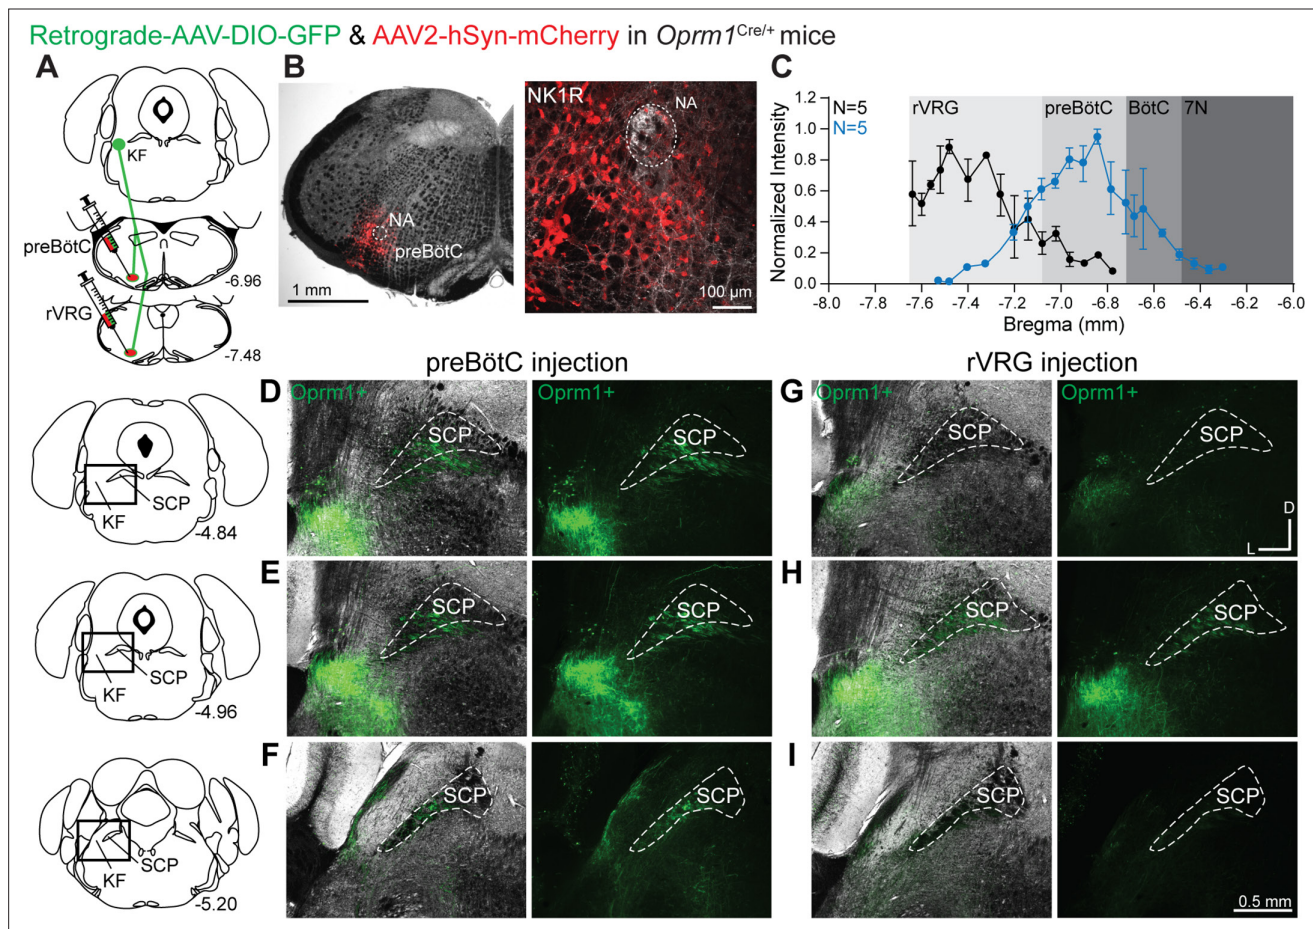 Retrograde-AAV-DIO-GFP & AAV2-hSyn-mCherry in Oprm1Cre/+ mice
A
KF
preBötC
-6.96
rVRG
-7.48
B
NA
preBötC
1 mm
NK1R
NA
100 µm
C
N=5
N=5
rVRG
preBötC
BötC
7N
Normalized Intensity
1.2
1.0
0.8
0.6
0.4
0.2
0
-8.0 -7.8 -7.6 -7.4 -7.2 -7.0 -6.8 -6.6 -6.4 -6.2 -6.0
Bregma (mm)
preBötC injection
rVRG injection
KF
SCP
-4.84
D
Oprm1+
SCP
Oprm1+
SCP
G
Oprm1+
SCP
Oprm1+
SCP
D
L
KF
SCP
-4.96
E
SCP
SCP
H
SCP
SCP
KF
SCP
-5.20
F
SCP
SCP
I
SCP
SCP
0.5 mm